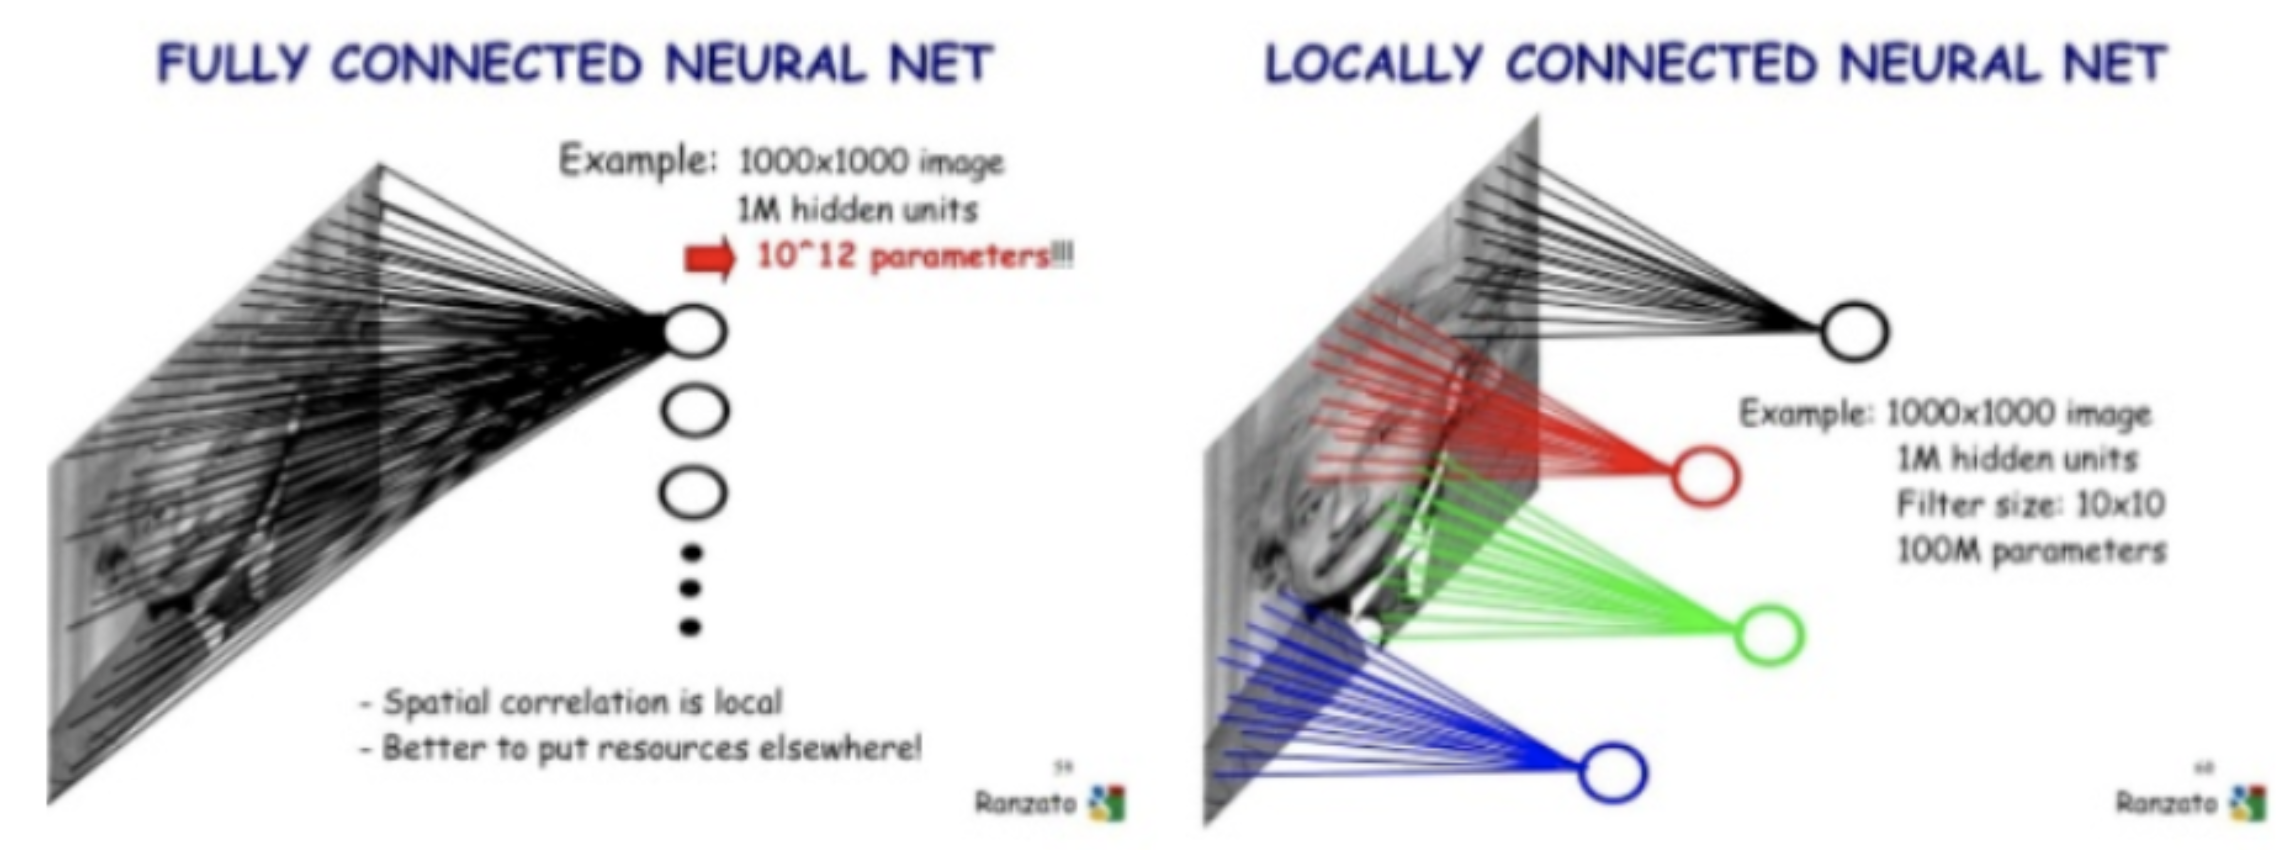 FULLY CONNECTED NEURAL NET
Example: 1000x1000 image
1M hidden units
10^12 parameters!!!
- Spatial correlation is local
- Better to put resources elsewhere!
59
Ranzato
LOCALLY CONNECTED NEURAL NET
Example: 1000x1000 image
1M hidden units
Filter size: 10x10
100M parameters
60
Ranzato